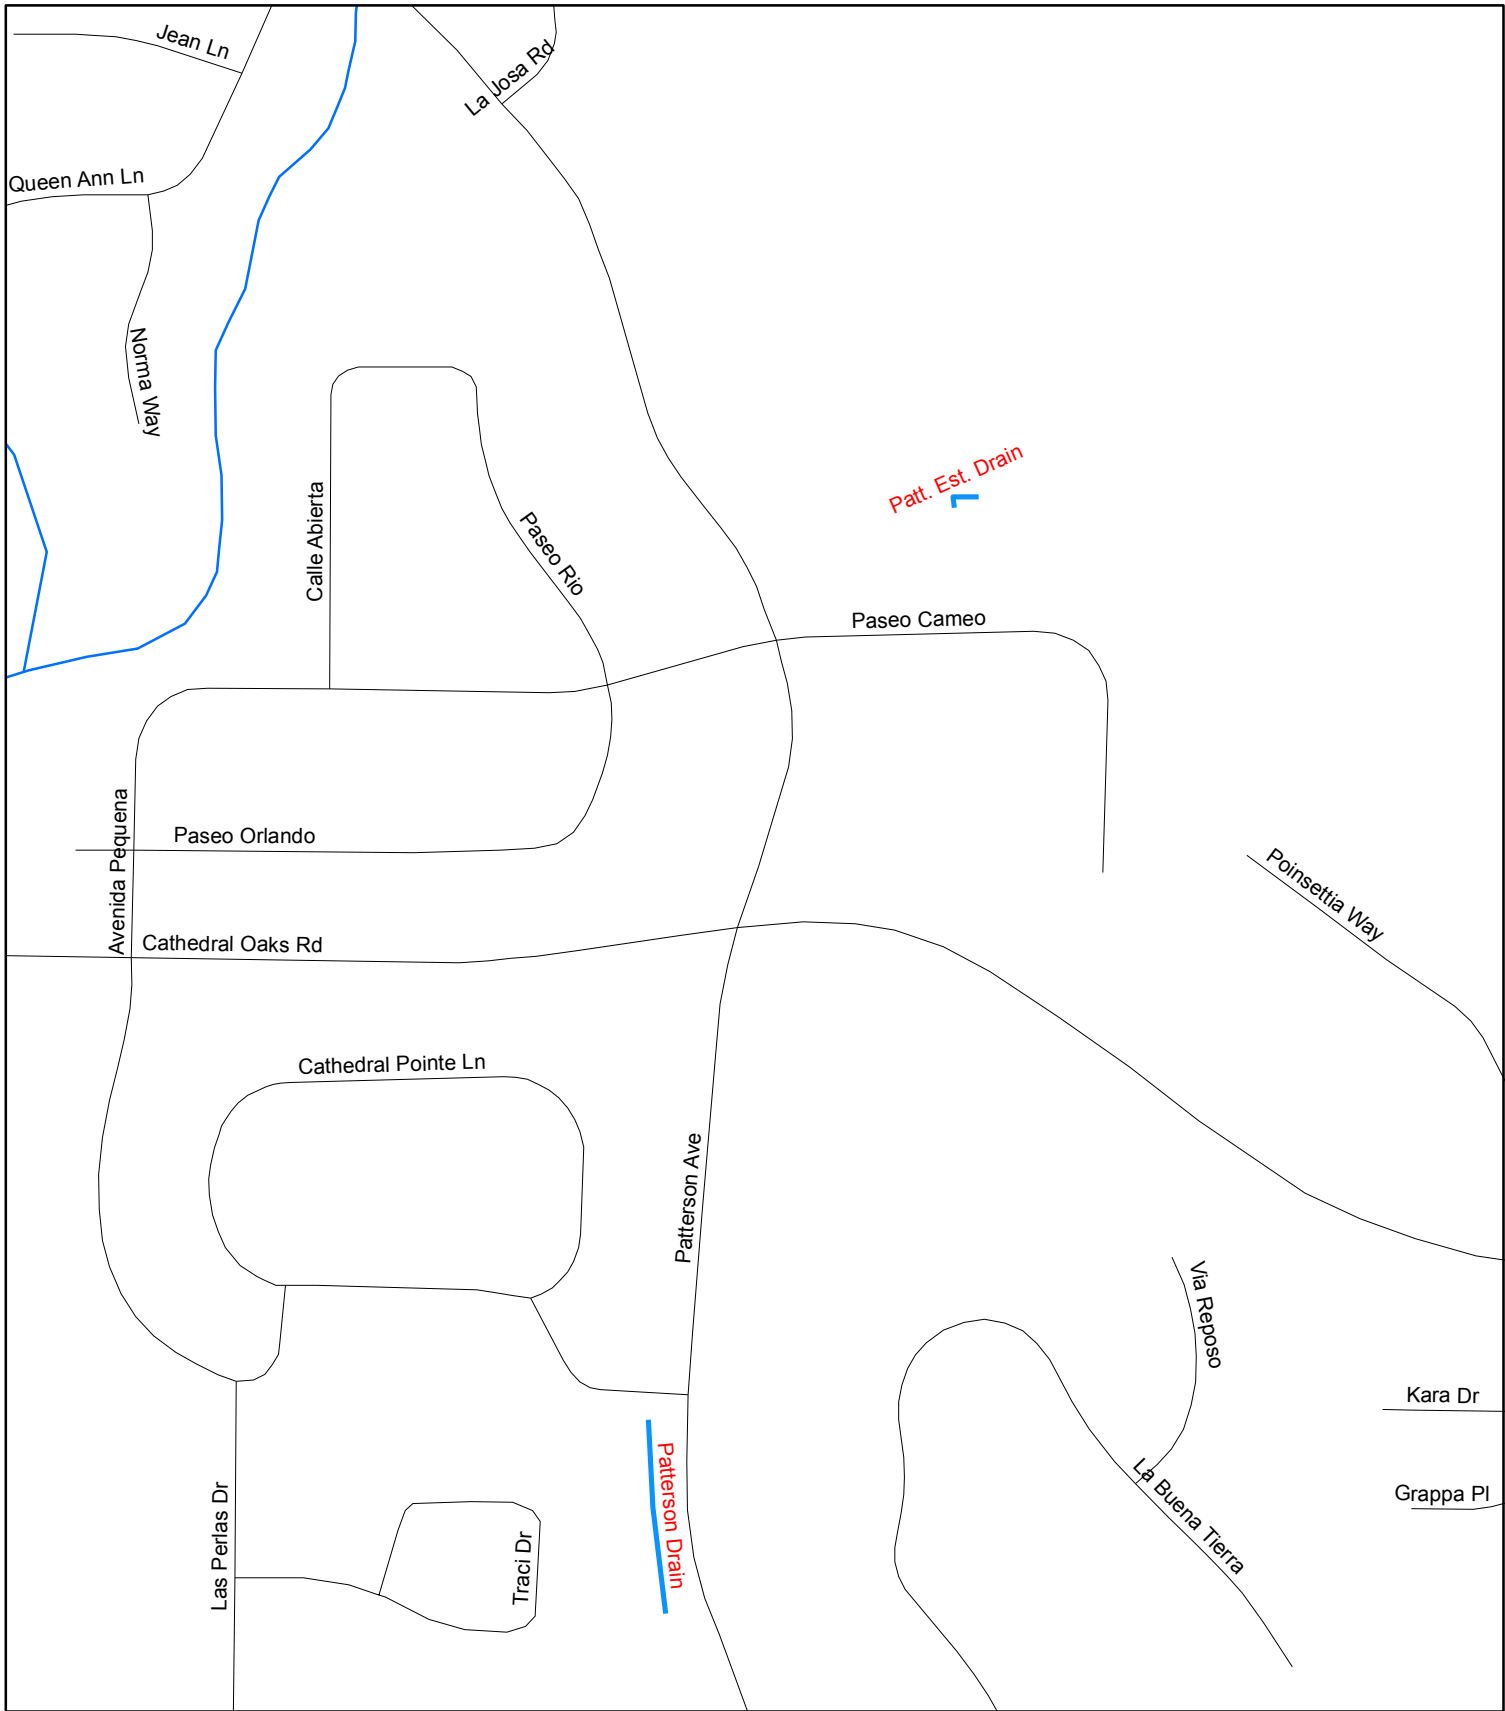 Jean Ln
La Josa Rd
Queen Ann Ln
Norma Way
Patt. Est. Drain
Calle Abierta
Paseo Rio
Paseo Cameo
Avenida Pequena
Paseo Orlando
Poinsettia Way
Cathedral Oaks Rd
Cathedral Pointe Ln
Patterson Ave
Via Reposo
Kara Dr
Patterson Drain
La Buena Tierra
Grappa Pl
Las Perlas Dr
Traci Dr